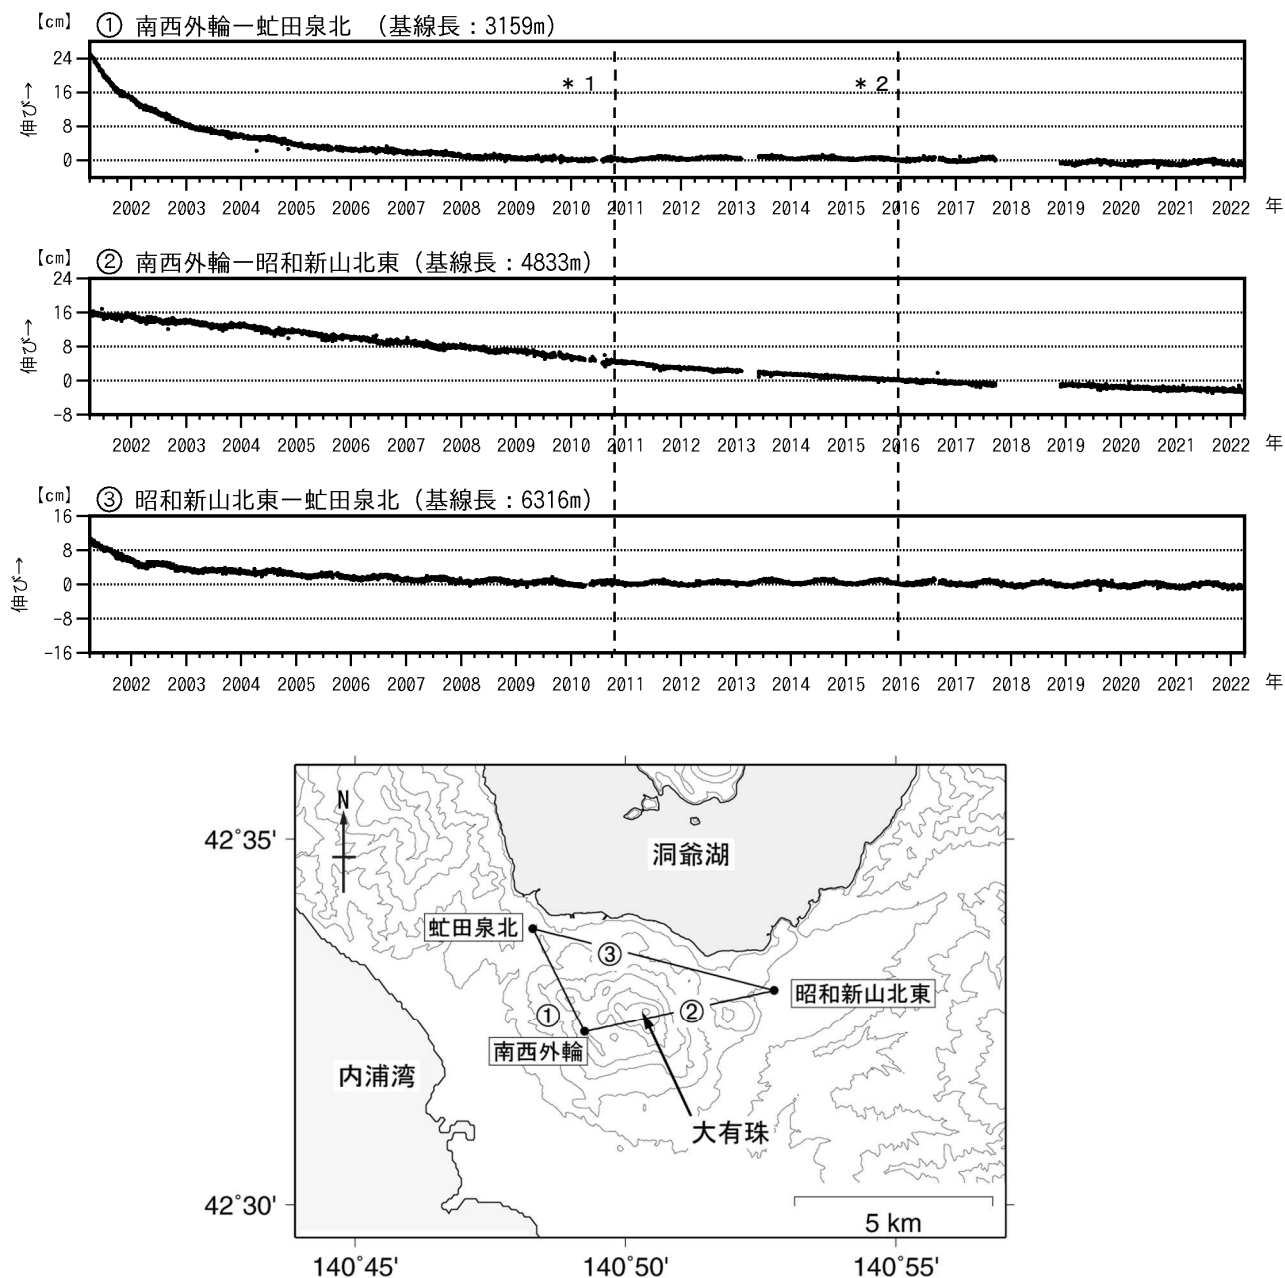 【cm】 ① 南西外輪ー虻田泉北 （基線長：3159m）
24
16
8
0
伸び→
＊１ ＊２
2002 2003 2004 2005 2006 2007 2008 2009 2010 2011 2012 2013 2014 2015 2016 2017 2018 2019 2020 2021 2022 年
【cm】 ② 南西外輪ー昭和新山北東（基線長：4833m）
24
16
8
0
-8
伸び→
2002 2003 2004 2005 2006 2007 2008 2009 2010 2011 2012 2013 2014 2015 2016 2017 2018 2019 2020 2021 2022 年
【cm】 ③ 昭和新山北東ー虻田泉北（基線長：6316m）
16
8
0
-8
-16
伸び→
2002 2003 2004 2005 2006 2007 2008 2009 2010 2011 2012 2013 2014 2015 2016 2017 2018 2019 2020 2021 2022 年
N
42˚35'
洞爺湖
虻田泉北
③
昭和新山北東
②
①
南西外輪
内浦湾
大有珠
42˚30'
5 km
140˚45' 140˚50' 140˚55'